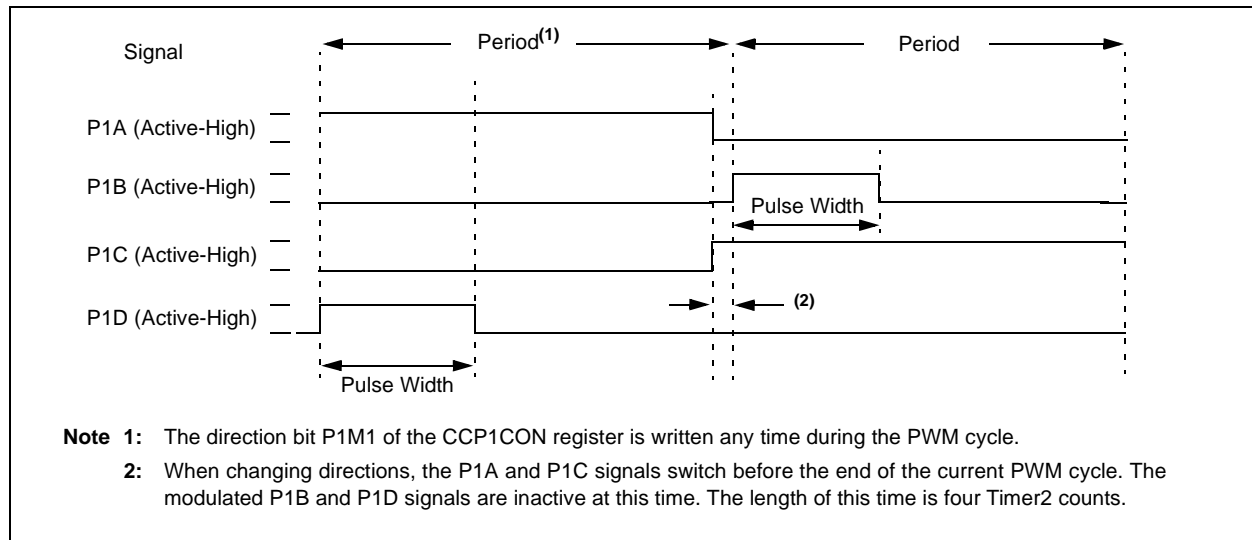 Signal
Period(1)
Period
P1A (Active-High)
P1B (Active-High)
Pulse Width
P1C (Active-High)
(2)
P1D (Active-High)
Pulse Width
Note 1: The direction bit P1M1 of the CCP1CON register is written any time during the PWM cycle.
2: When changing directions, the P1A and P1C signals switch before the end of the current PWM cycle. The
modulated P1B and P1D signals are inactive at this time. The length of this time is four Timer2 counts.